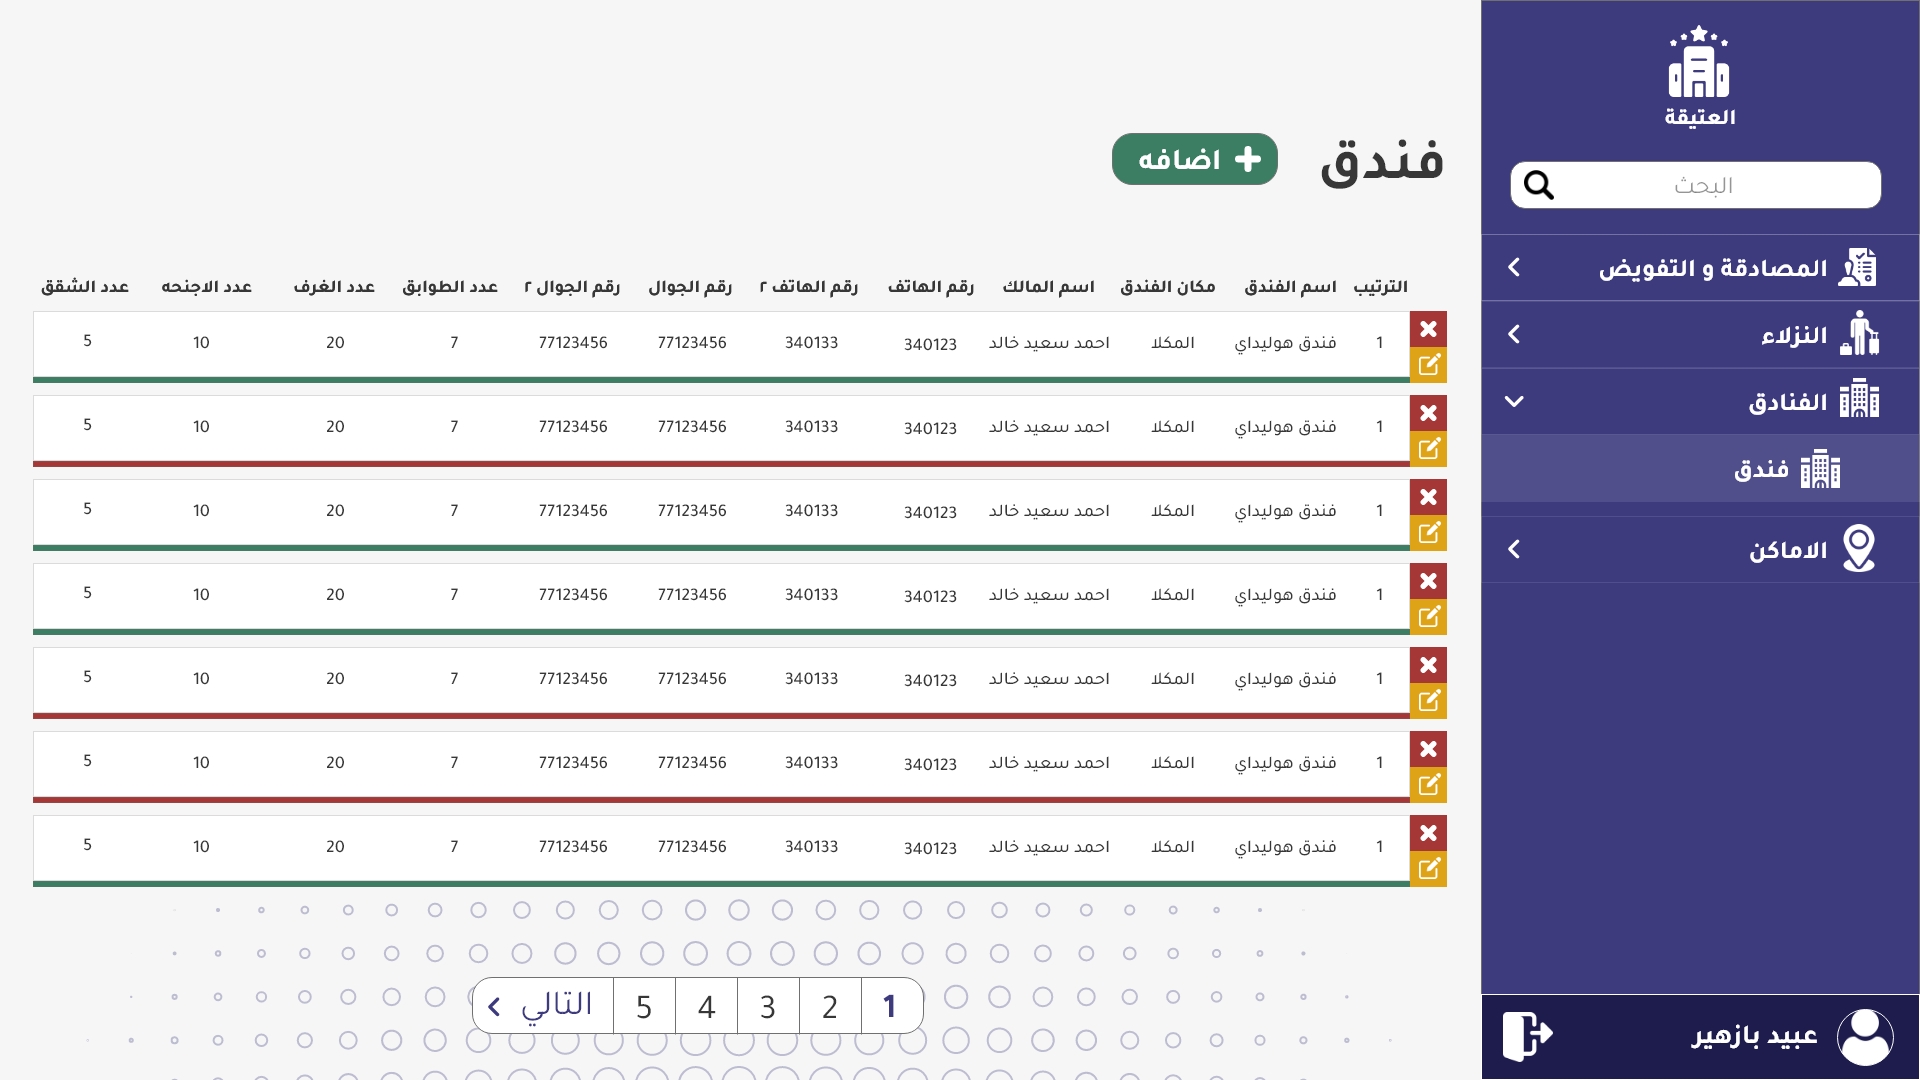 العتيقة
البحث
المصادقة و التفويض
النزلاء
الفنادق
فندق
الاماكن
عبيد بازهير
فندق
اضافه
الترتيب اسم الفندق مكان الفندق اسم المالك رقم الهاتف رقم الهاتف ٢ رقم الجوال رقم الجوال ٢ عدد الطوابق عدد الغرف عدد الاجنحه عدد الشقق
1 فندق هوليداي المكلا احمد سعيد خالد 340123 340133 77123456 77123456 7 20 10 5
1 فندق هوليداي المكلا احمد سعيد خالد 340123 340133 77123456 77123456 7 20 10 5
1 فندق هوليداي المكلا احمد سعيد خالد 340123 340133 77123456 77123456 7 20 10 5
1 فندق هوليداي المكلا احمد سعيد خالد 340123 340133 77123456 77123456 7 20 10 5
1 فندق هوليداي المكلا احمد سعيد خالد 340123 340133 77123456 77123456 7 20 10 5
1 فندق هوليداي المكلا احمد سعيد خالد 340123 340133 77123456 77123456 7 20 10 5
1 فندق هوليداي المكلا احمد سعيد خالد 340123 340133 77123456 77123456 7 20 10 5
1 2 3 4 5 التالي